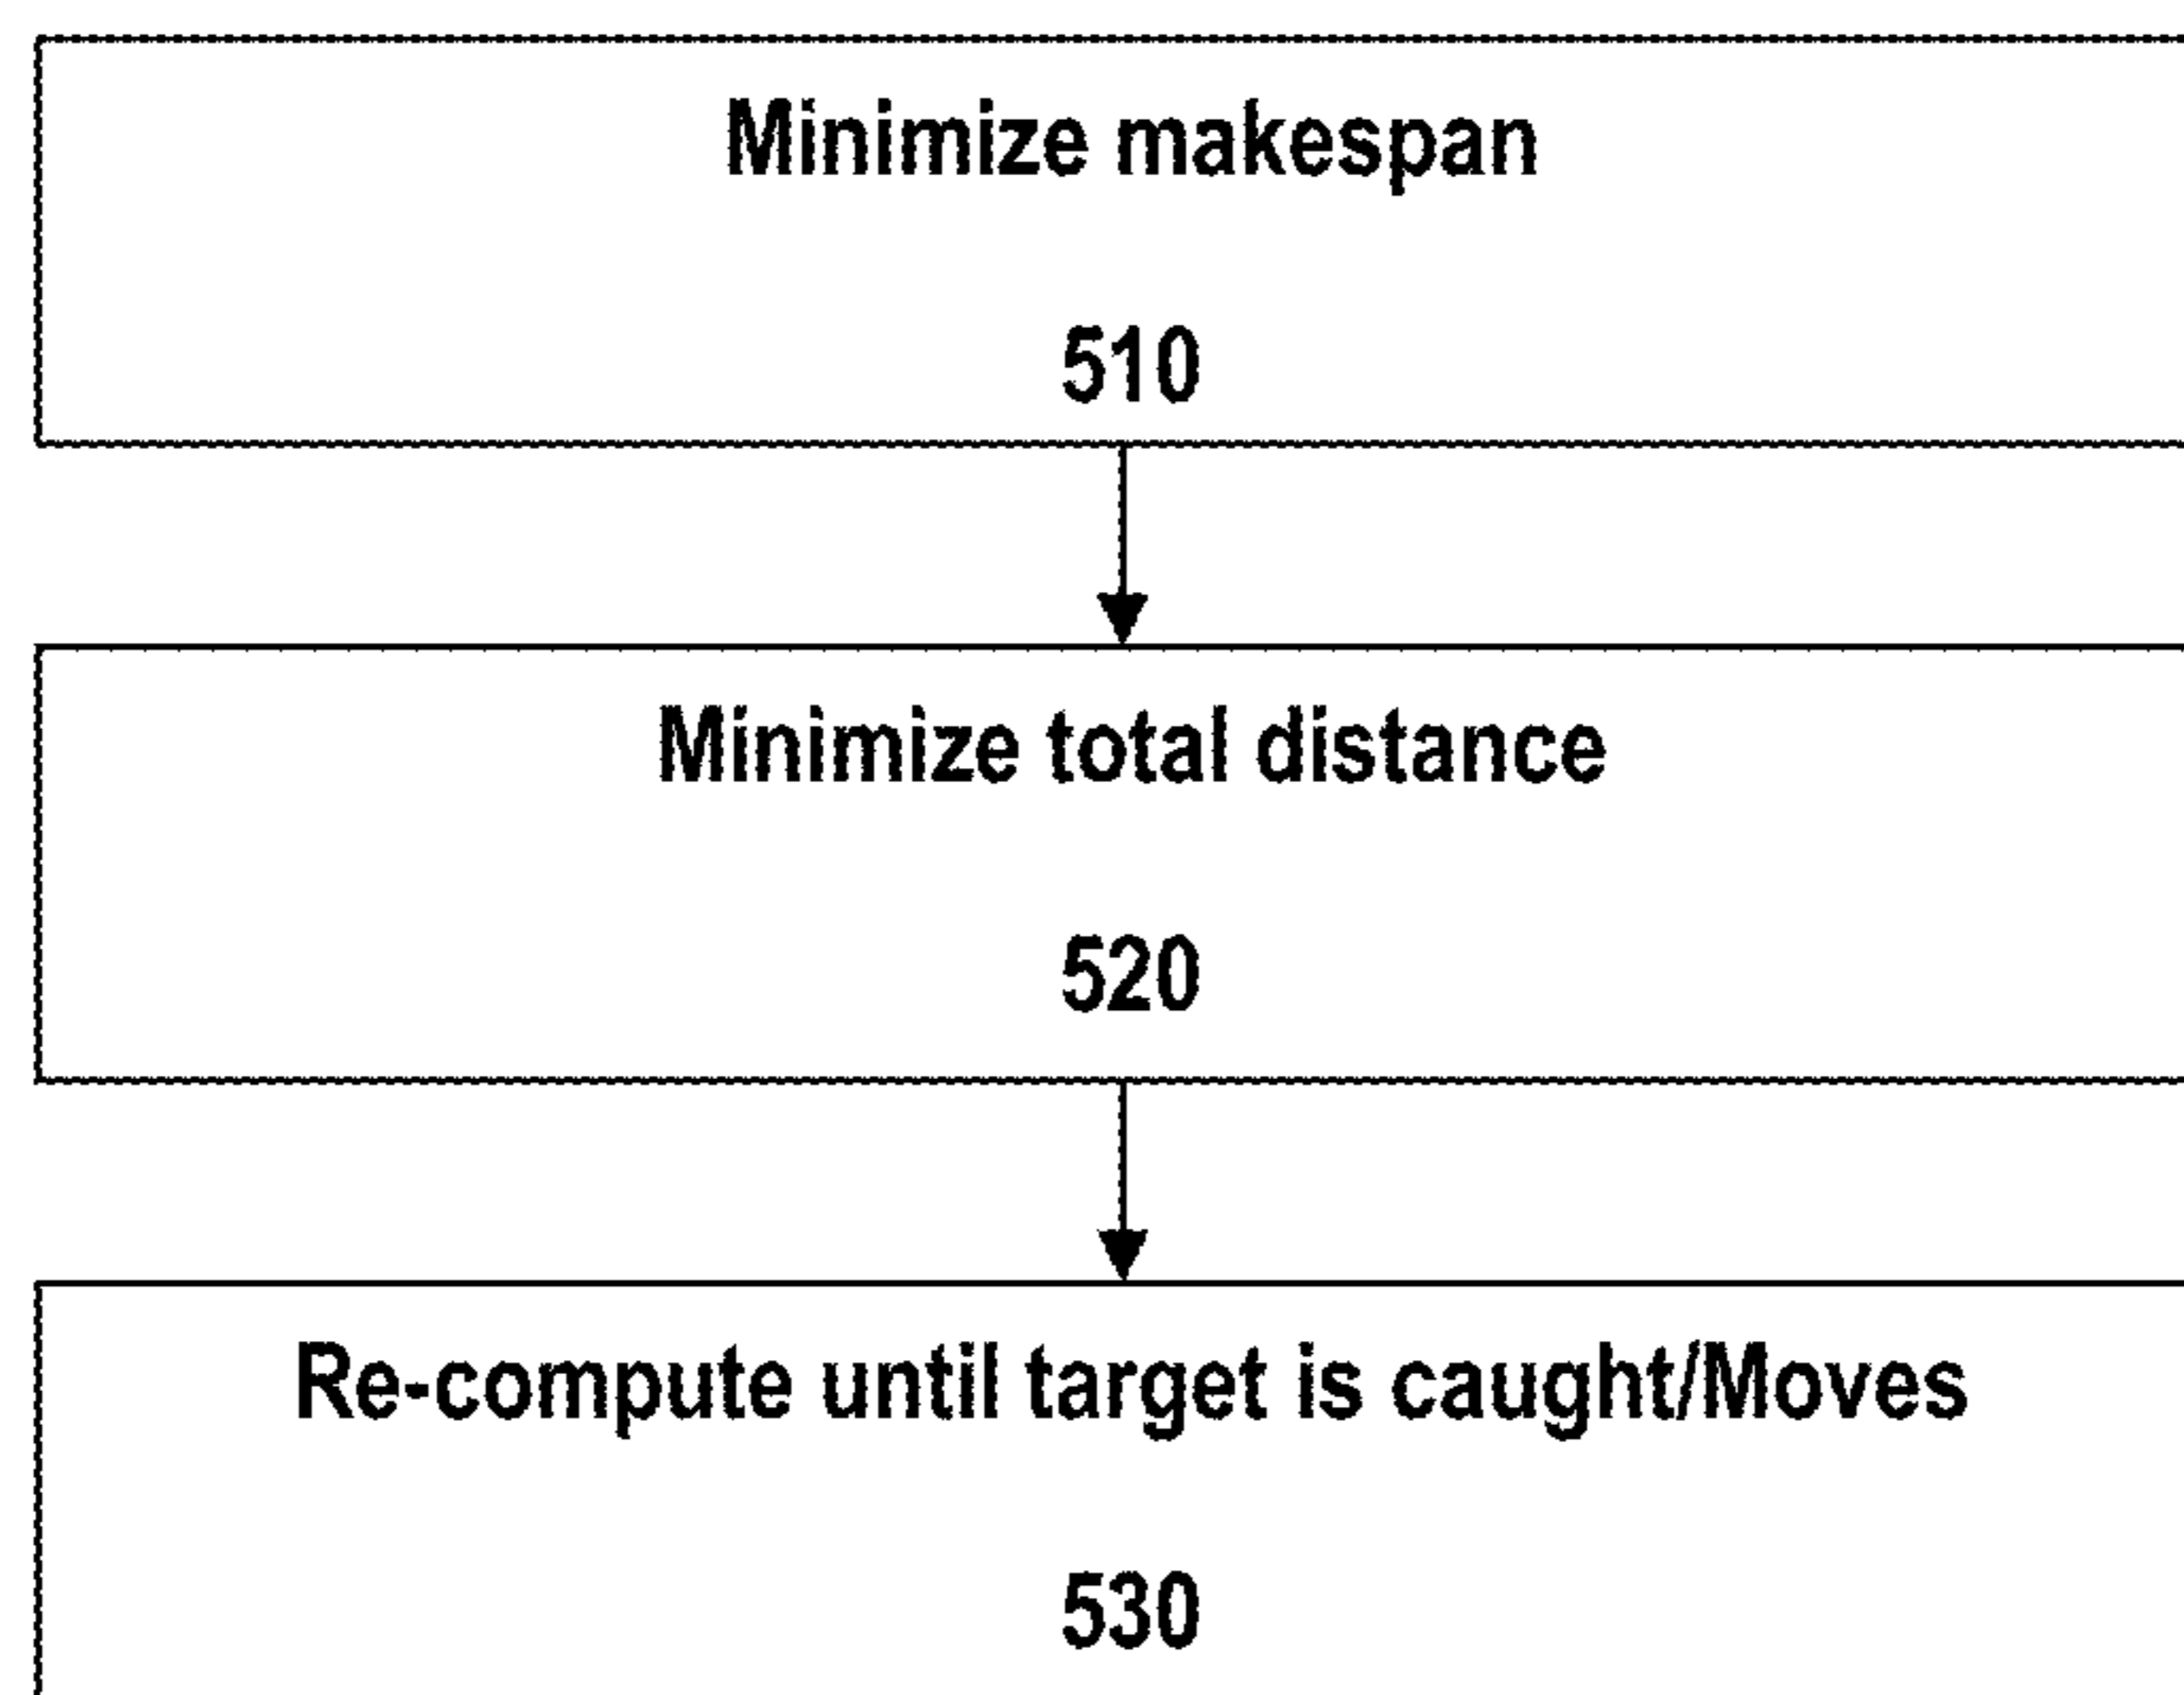 Minimize makespan
510
Minimize total distance
520
Re-compute until target is caught/Moves
530